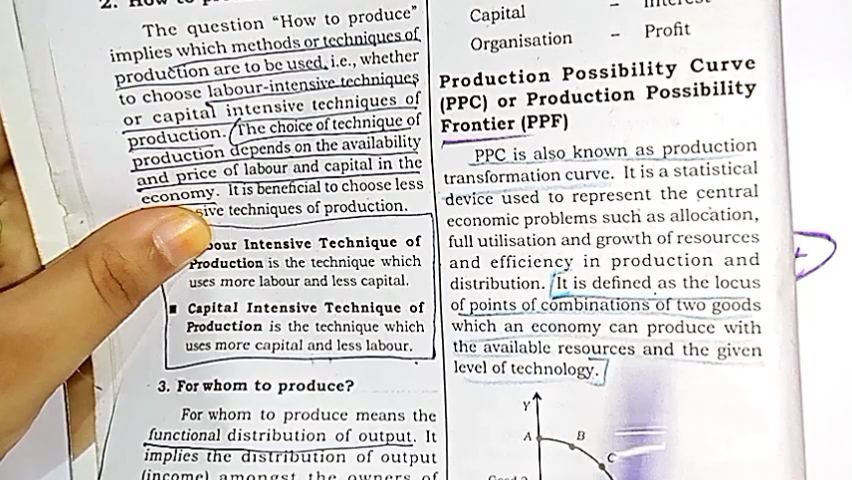 2. How to
The question "How to produce"
implies which methods or techniques of
production are to be used, i.e., whether
to choose labour-intensive techniques
or capital intensive techniques of
production. (The choice of technique of
production depends on the availability
and price of labour and capital in the
economy. It is beneficial to choose less
sive techniques of production.
bour Intensive Technique of
Production is the technique which
uses more labour and less capital.
■ Capital Intensive Technique of
Production is the technique which
uses more capital and less labour.
3. For whom to produce?
For whom to produce means the
functional distribution of output. It
implies the distribution of output
(income) amongst the owners of
Capital – Interest
Organisation – Profit
Production Possibility Curve
(PPC) or Production Possibility
Frontier (PPF)
PPC is also known as production
transformation curve. It is a statistical
device used to represent the central
economic problems such as allocation,
full utilisation and growth of resources
and efficiency in production and
distribution. It is defined as the locus
of points of combinations of two goods
which an economy can produce with
the available resources and the given
level of technology.
Y
A B
C